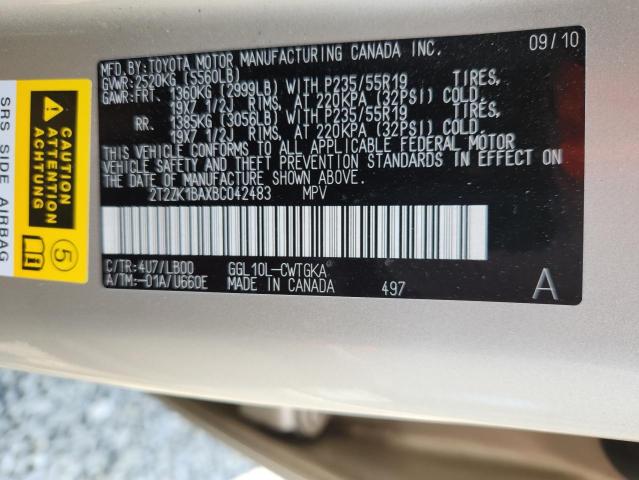 MFD. BY:TOYOTA MOTOR MANUFACTURING CANADA INC. 09/10
GVWR:2520KG (5560LB)
GAWR:FRT. 1360KG (2999LB) WITH P235/55R19 TIRES,
19X7 1/2J RIMS, AT 220KPA (32PSI) COLD.
RR. 1385KG (3056LB) WITH P235/55R19 TIRES,
19X7 1/2J RIMS, AT 220KPA (32PSI) COLD.
THIS VEHICLE CONFORMS TO ALL APPLICABLE FEDERAL MOTOR
VEHICLE SAFETY AND THEFT PREVENTION STANDARDS IN EFFECT ON
THE DATE OF MANUFACTURE SHOWN ABOVE.
2T2ZK1BAXBC042483 MPV
C/TR:4U7/LB00 GGL10L-CWTGKA
A/TM:-01A/U660E MADE IN CANADA 497 A
SRS SIDE AIRBAG
CAUTION
ATTENTION
ACHTUNG
5